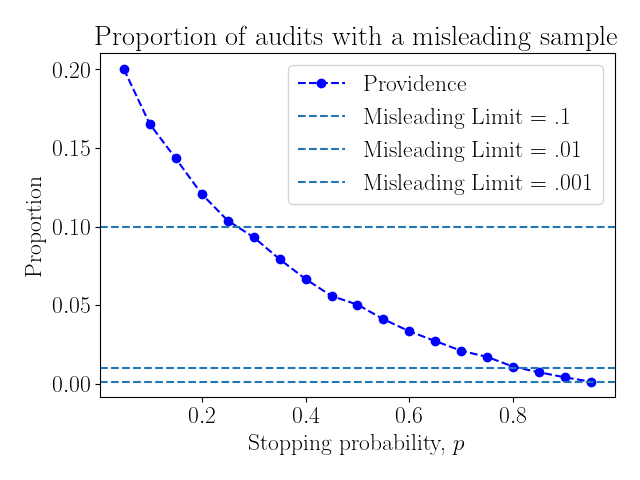 Proportion of audits with a misleading sample
Providence
Misleading Limit = .1
Misleading Limit = .01
Misleading Limit = .001
0.20
0.15
0.10
0.05
0.00
Proportion
0.2 0.4 0.6 0.8
Stopping probability, p